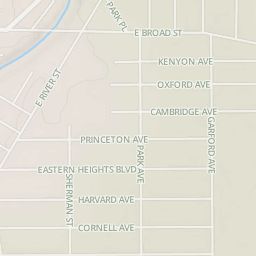 PARK PL
E BROAD ST
KENYON AVE
E RIVER ST
OXFORD AVE
CAMBRIDGE AVE
GARFORD AVE
PRINCETON AVE
PARK AVE
EASTERN HEIGHTS BLVD
SHERMAN ST
HARVARD AVE
CORNELL AVE